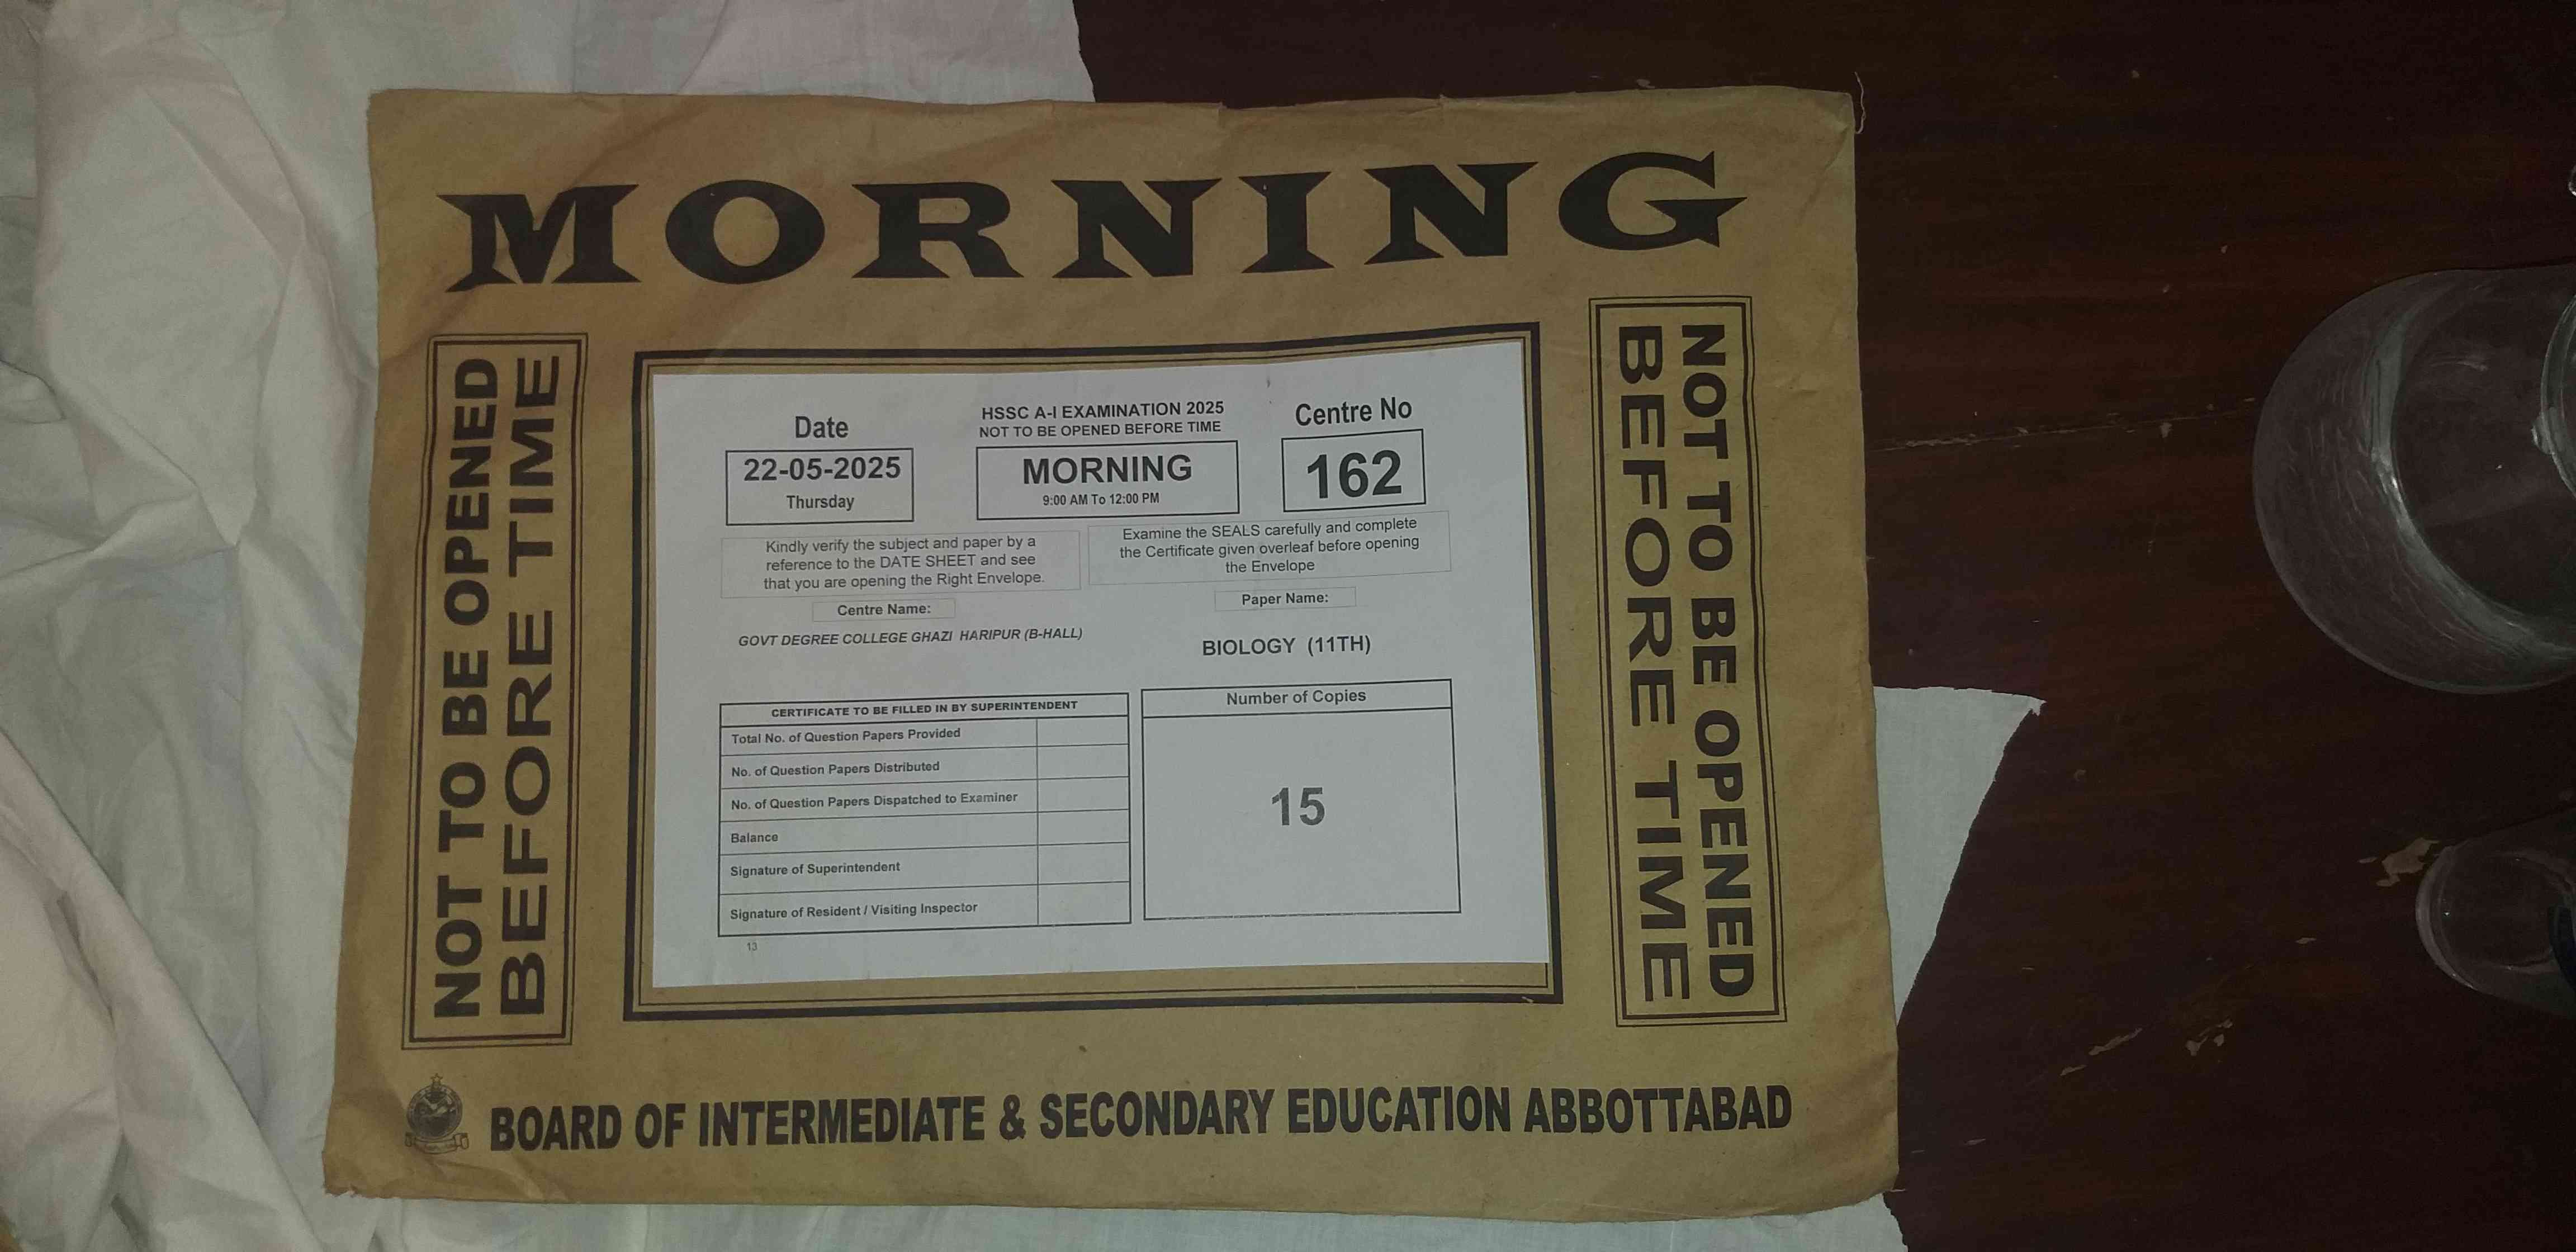 MORNING
NOT TO BE OPENED
BEFORE TIME
Date
22-05-2025
Thursday
HSSC A-I EXAMINATION 2025
NOT TO BE OPENED BEFORE TIME
MORNING
9:00 AM To 12:00 PM
Centre No
162
Kindly verify the subject and paper by a
reference to the DATE SHEET and see
that you are opening the Right Envelope.
Examine the SEALS carefully and complete
the Certificate given overleaf before opening
the Envelope
Centre Name:
GOVT DEGREE COLLEGE GHAZI HARIPUR (B-HALL)
Paper Name:
BIOLOGY (11TH)
CERTIFICATE TO BE FILLED IN BY SUPERINTENDENT
Total No. of Question Papers Provided
No. of Question Papers Distributed
No. of Question Papers Dispatched to Examiner
Balance
Signature of Superintendent
Signature of Resident / Visiting Inspector
13
Number of Copies
15
NOT TO BE OPENED
BEFORE TIME
BOARD OF INTERMEDIATE & SECONDARY EDUCATION ABBOTTABAD